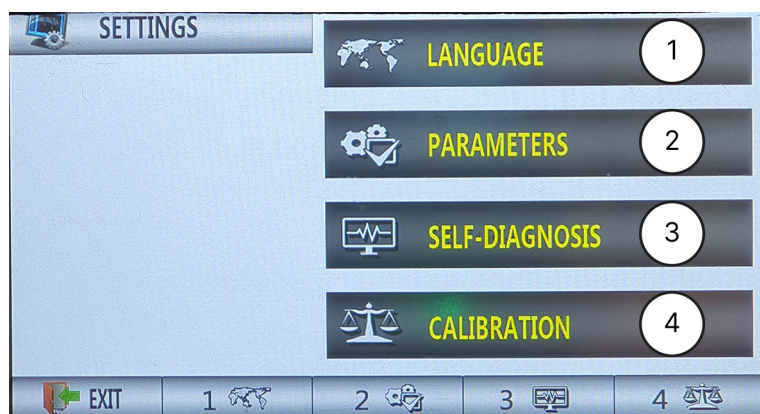 SETTINGS
LANGUAGE 1
PARAMETERS 2
SELF-DIAGNOSIS 3
CALIBRATION 4
EXIT 1 2 3 4